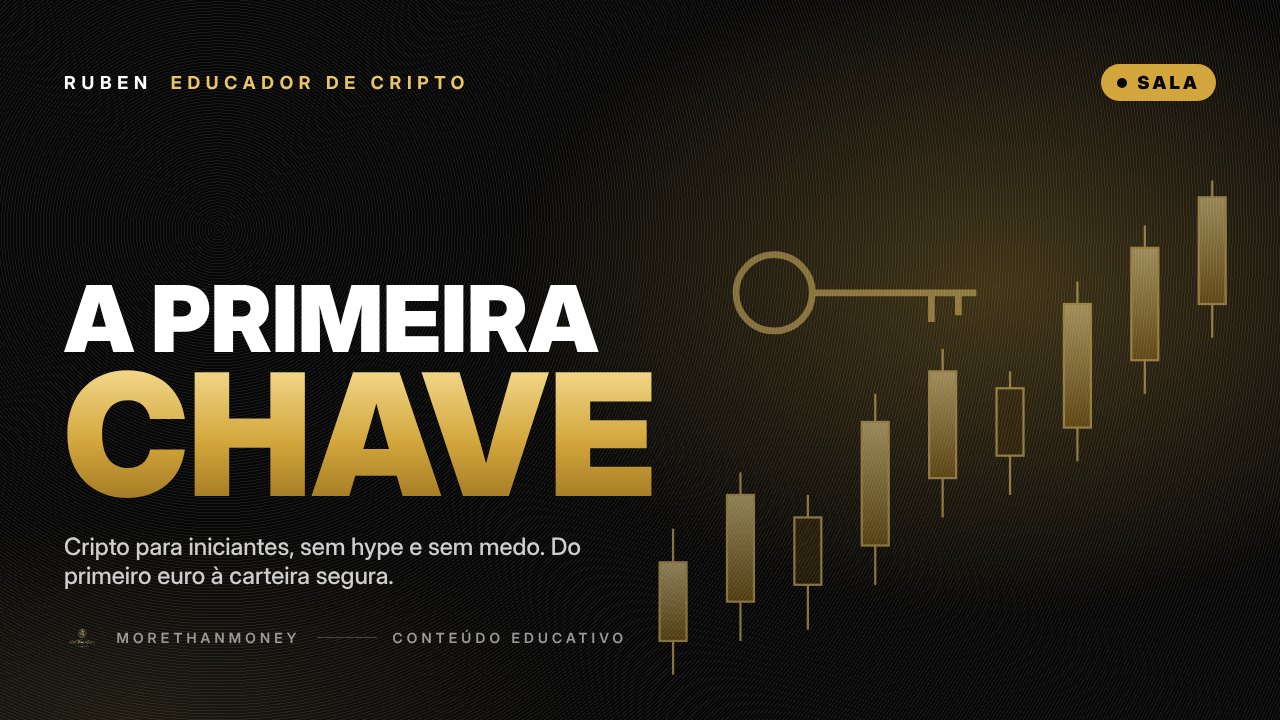 RUBEN EDUCADOR DE CRIPTO
SALA
A PRIMEIRA
CHAVE
Cripto para iniciantes, sem hype e sem medo. Do
primeiro euro à carteira segura.
MORETHANMONEY
CONTEÚDO EDUCATIVO